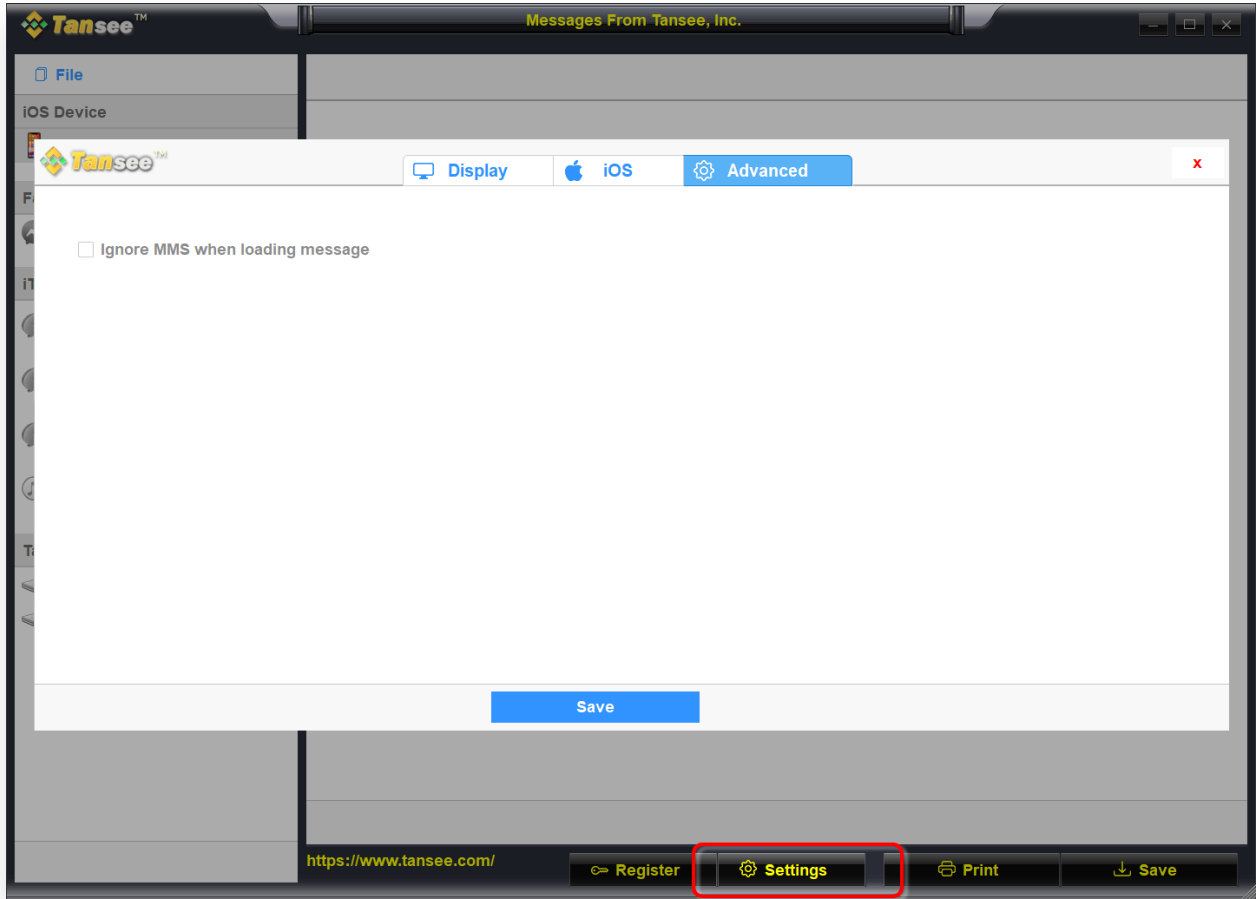 Tansee™
Messages From Tansee, Inc.
File
iOS Device
Tansee™
Display
iOS
Advanced
x
Ignore MMS when loading message
Save
https://www.tansee.com/
Register
Settings
Print
Save